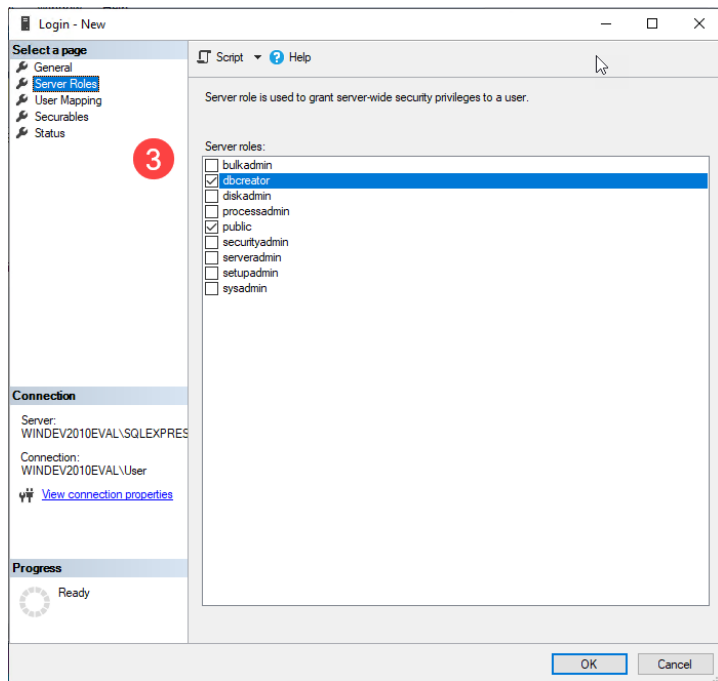 Login - New
Select a page
General
Server Roles
User Mapping
Securables
Status
Script
Help
Server role is used to grant server-wide security privileges to a user.
3
Server roles:
bulkadmin
dbcreator
diskadmin
processadmin
public
securityadmin
serveradmin
setupadmin
sysadmin
Connection
Server:
WINDEV2010EVAL\SQLEXPRES
Connection:
WINDEV2010EVAL\User
View connection properties
Progress
Ready
OK
Cancel